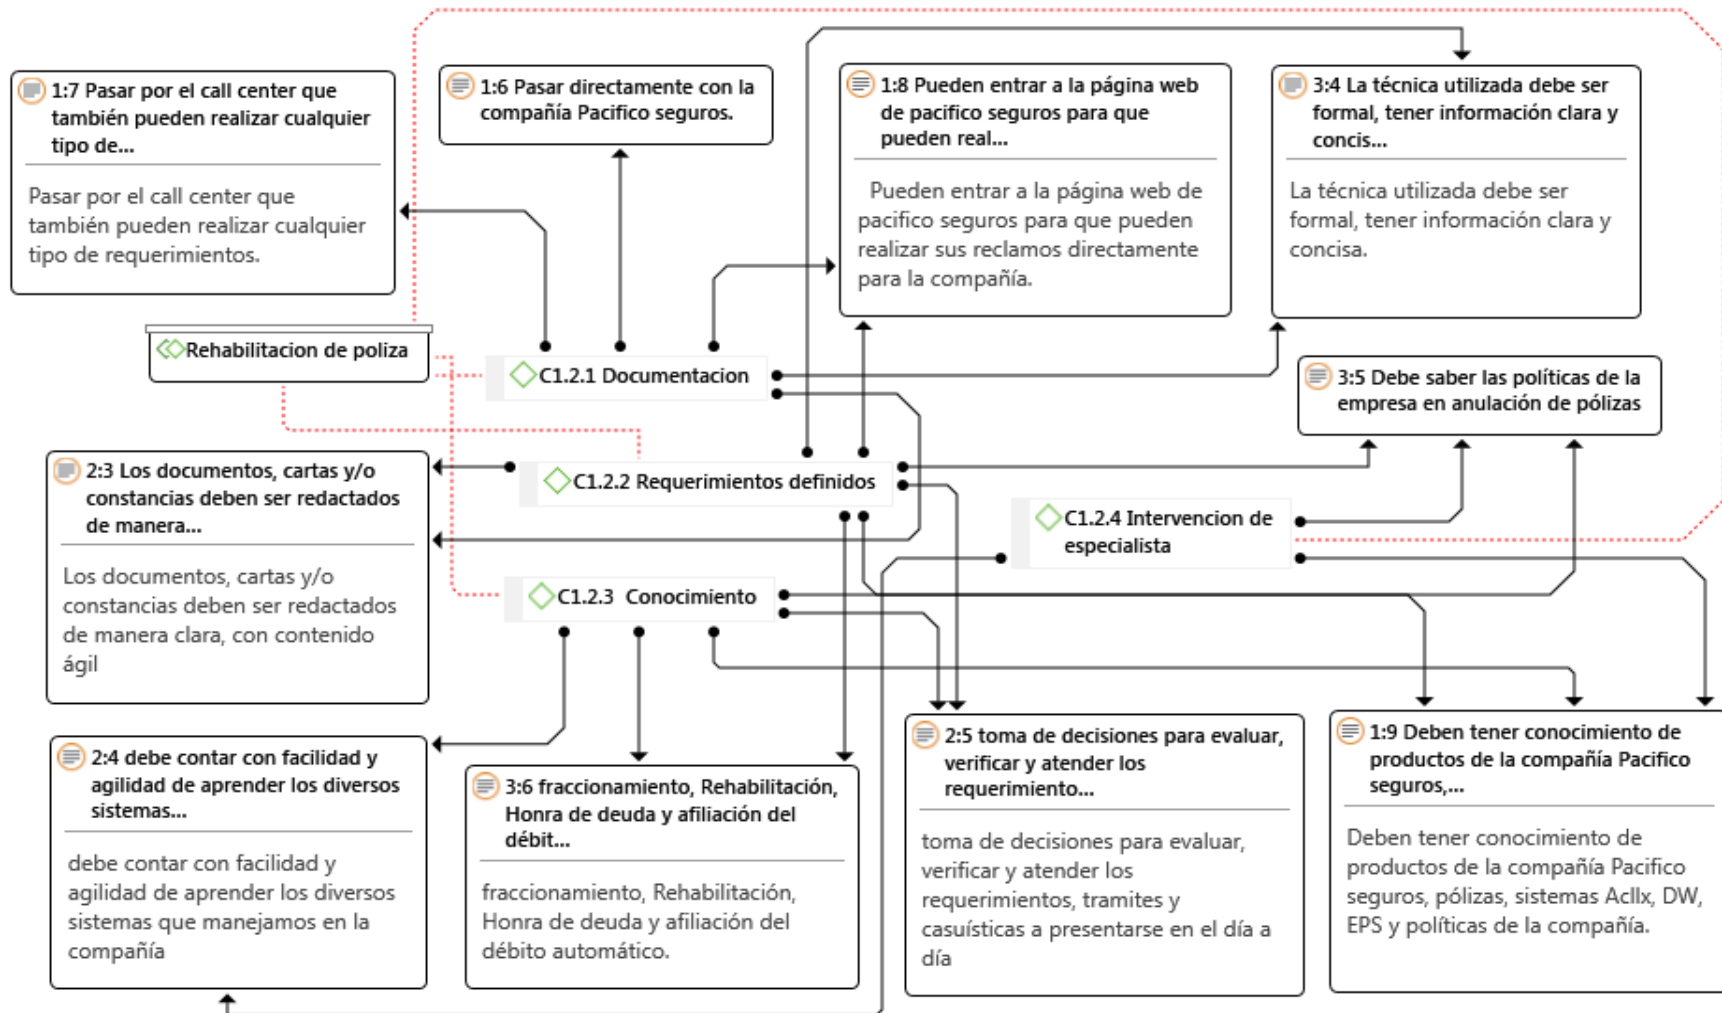 1:7 Pasar por el call center que
también pueden realizar cualquier
tipo de...
Pasar por el call center que
también pueden realizar cualquier
tipo de requerimientos.
1:6 Pasar directamente con la
compañía Pacifico seguros.
1:8 Pueden entrar a la página web
de pacifico seguros para que
pueden real...
Pueden entrar a la página web de
pacifico seguros para que pueden
realizar sus reclamos directamente
para la compañía.
3:4 La técnica utilizada debe ser
formal, tener información clara y
concis...
La técnica utilizada debe ser
formal, tener información clara y
concisa.
Rehabilitacion de poliza
C1.2.1 Documentacion
3:5 Debe saber las políticas de la
empresa en anulación de pólizas
2:3 Los documentos, cartas y/o
constancias deben ser redactados
de manera...
Los documentos, cartas y/o
constancias deben ser redactados
de manera clara, con contenido
ágil
C1.2.2 Requerimientos definidos
C1.2.4 Intervencion de
especialista
C1.2.3 Conocimiento
2:4 debe contar con facilidad y
agilidad de aprender los diversos
sistemas...
debe contar con facilidad y
agilidad de aprender los diversos
sistemas que manejamos en la
compañía
3:6 fraccionamiento, Rehabilitación,
Honra de deuda y afiliación del
débit...
fraccionamiento, Rehabilitación,
Honra de deuda y afiliación del
débito automático.
2:5 toma de decisiones para evaluar,
verificar y atender los
requerimiento...
toma de decisiones para evaluar,
verificar y atender los
requerimientos, tramites y
casuísticas a presentarse en el día a
día
1:9 Deben tener conocimiento de
productos de la compañía Pacifico
seguros,...
Deben tener conocimiento de
productos de la compañía Pacifico
seguros, pólizas, sistemas Acllx, DW,
EPS y políticas de la compañía.